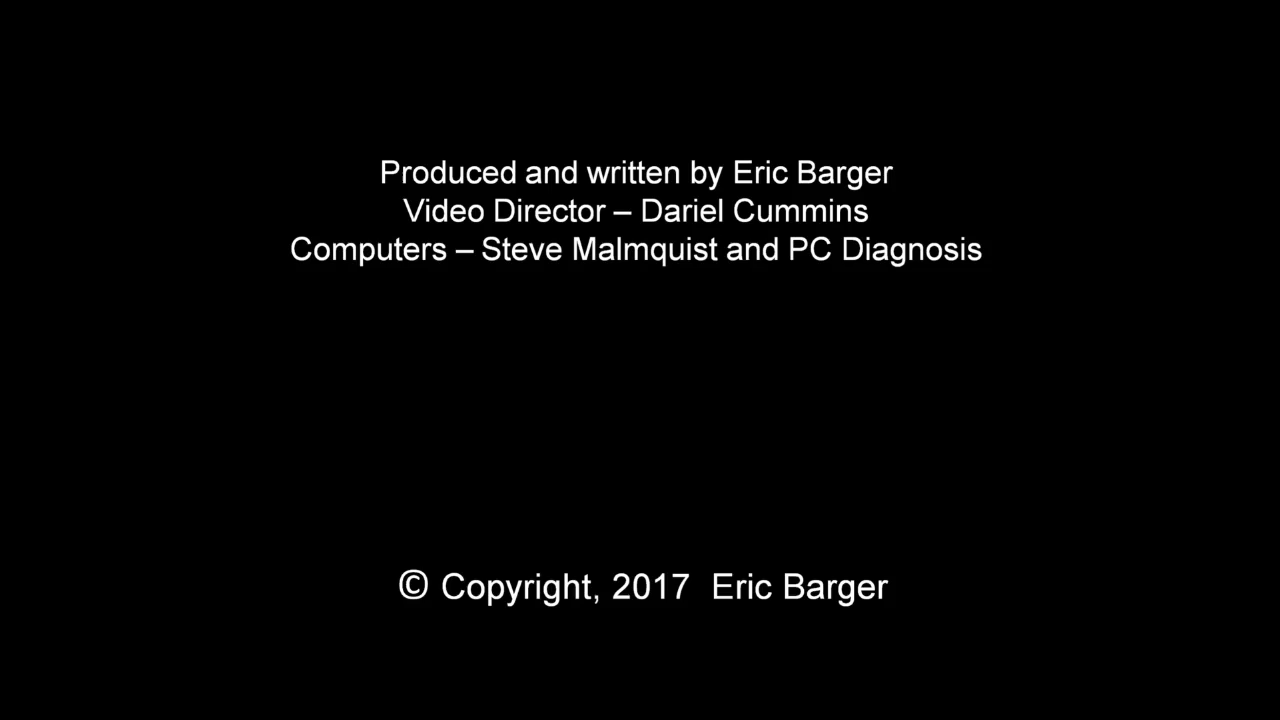 Produced and written by Eric Barger
Video Director – Dariel Cummins
Computers – Steve Malmquist and PC Diagnosis
© Copyright, 2017  Eric Barger